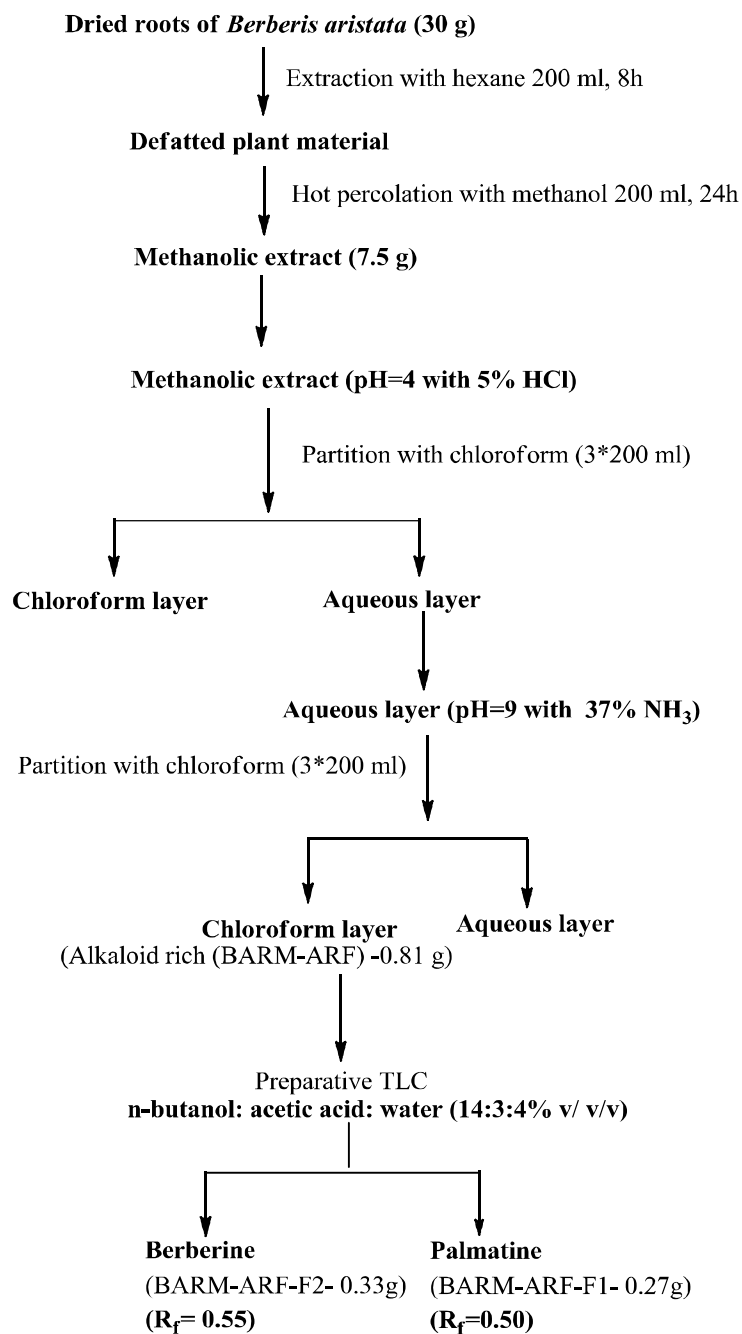 Dried roots of Berberis aristata (30 g)
Extraction with hexane 200 ml, 8h
Defatted plant material
Hot percolation with methanol 200 ml, 24h
Methanolic extract (7.5 g)
Methanolic extract (pH=4 with 5% HCl)
Partition with chloroform (3*200 ml)
Chloroform layer
Aqueous layer
Aqueous layer (pH=9 with 37% NH₃)
Partition with chloroform (3*200 ml)
Chloroform layer
(Alkaloid rich (BARM-ARF) -0.81 g)
Aqueous layer
Preparative TLC
n-butanol: acetic acid: water (14:3:4% v/ v/v)
Berberine
(BARM-ARF-F2- 0.33g)
(Rf= 0.55)
Palmatine
(BARM-ARF-F1- 0.27g)
(Rf=0.50)